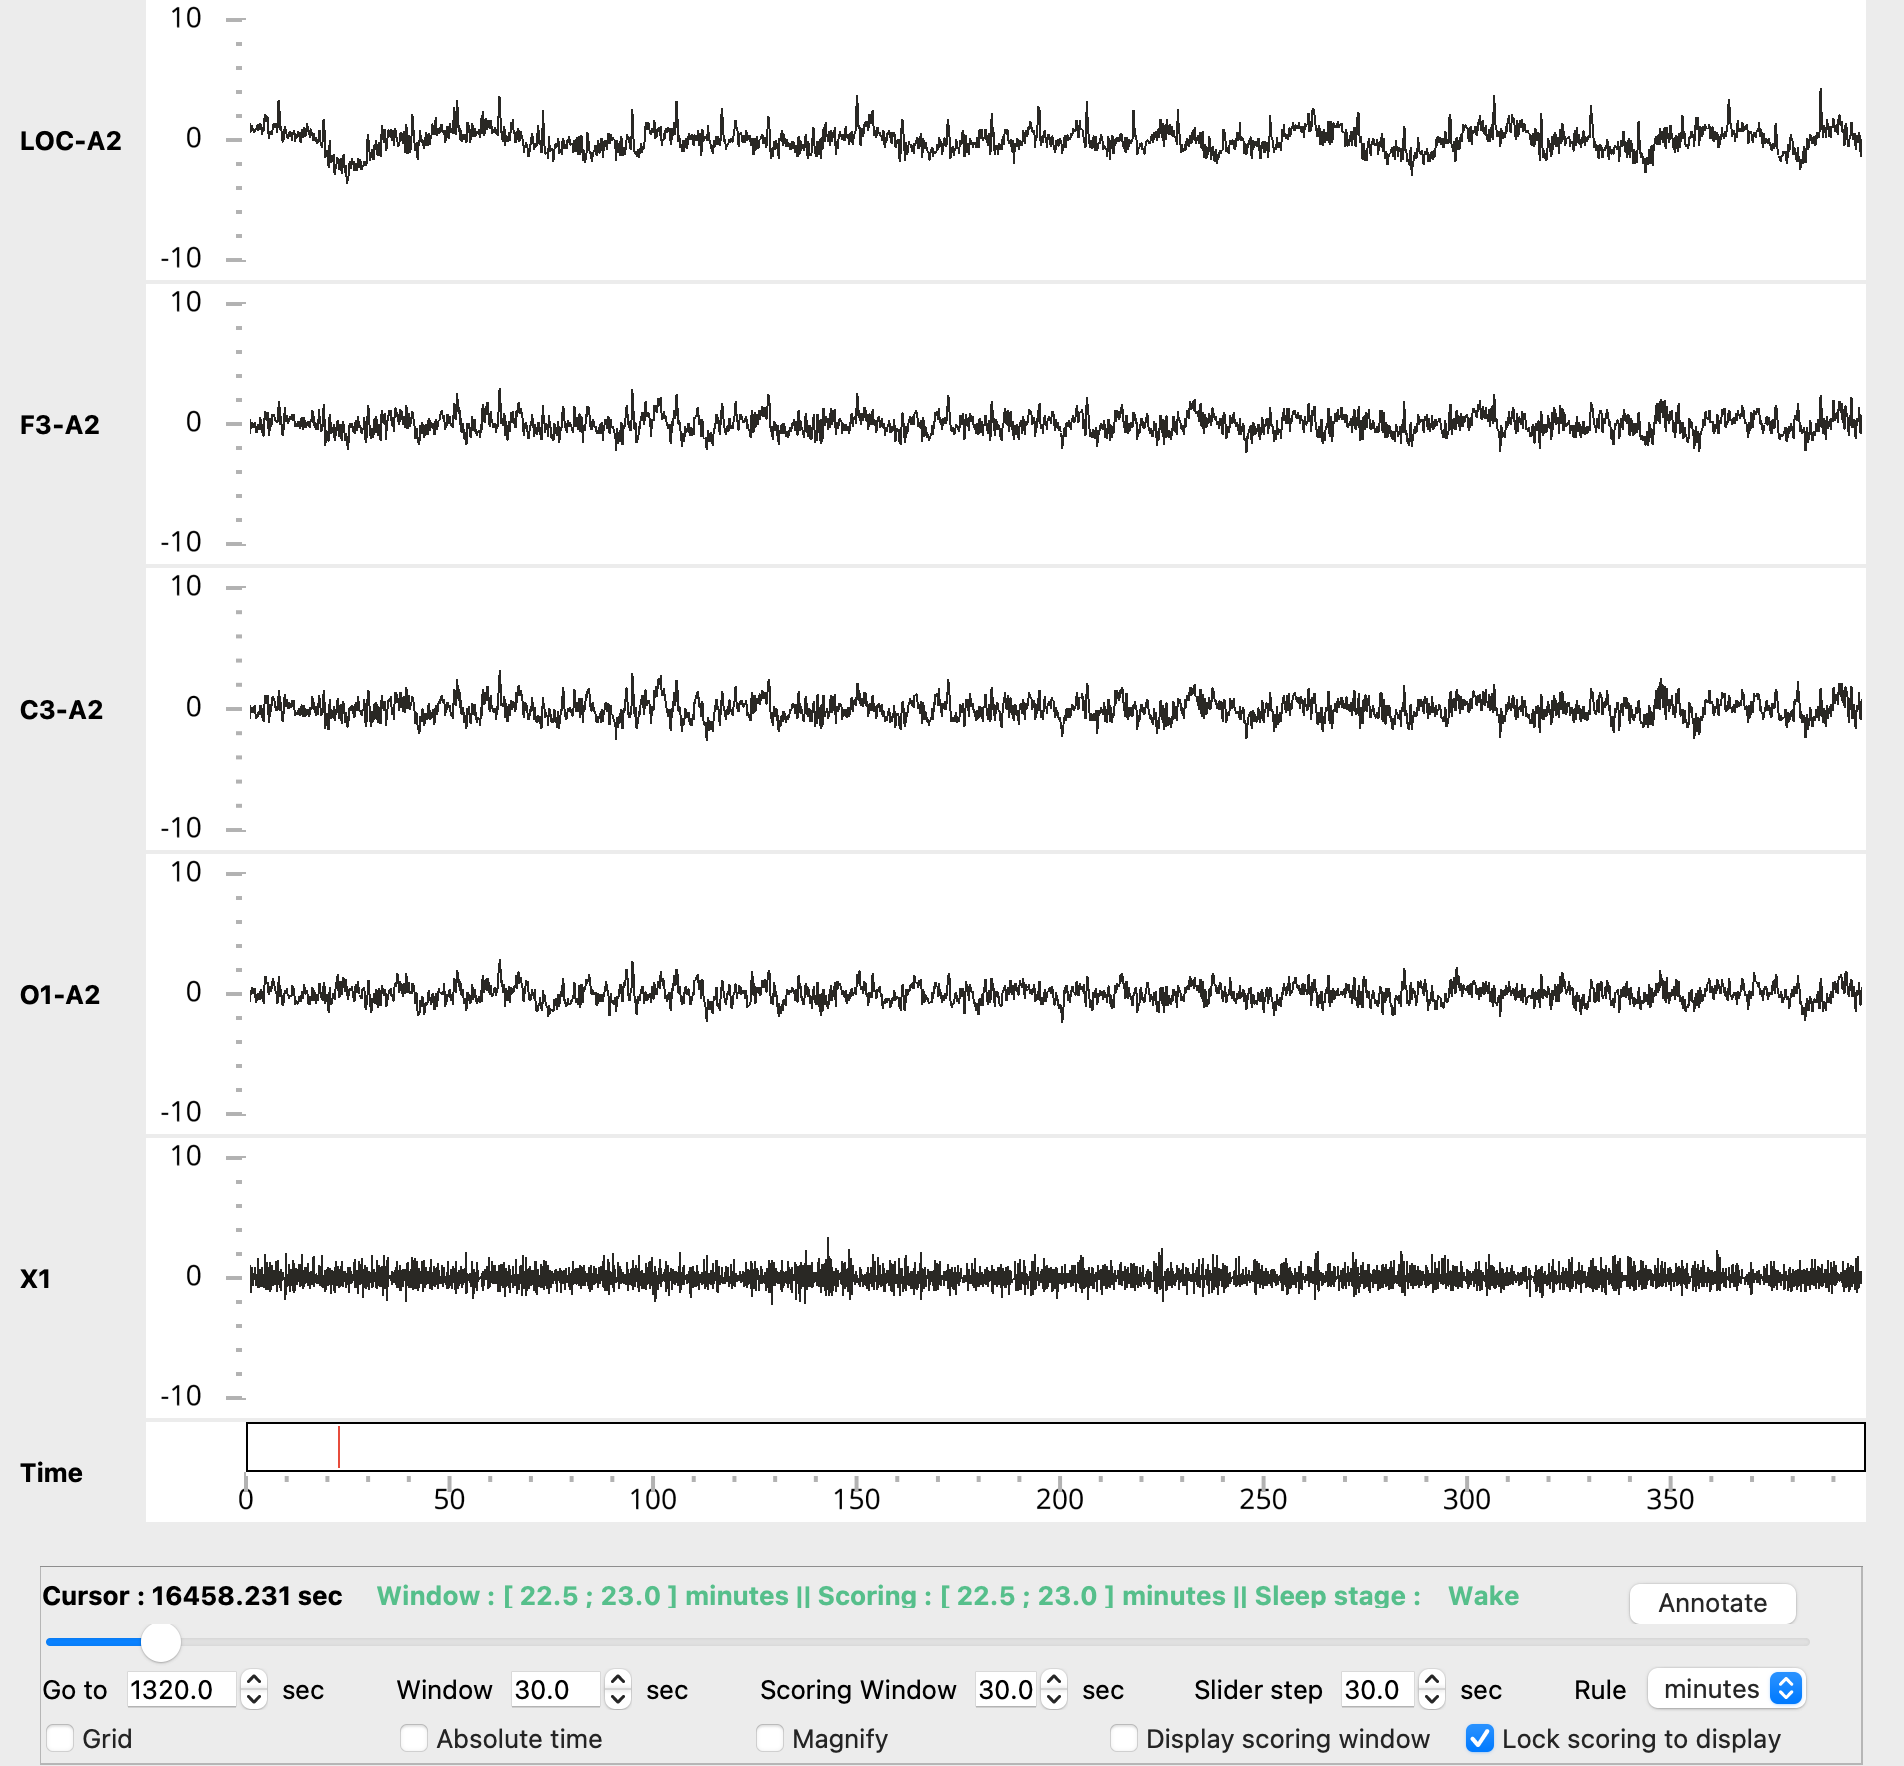 10
LOC-A2
0
-10
10
F3-A2
0
-10
10
C3-A2
0
-10
10
O1-A2
0
-10
10
X1
0
-10
Time
0 50 100 150 200 250 300 350
Cursor : 16458.231 sec Window : [ 22.5 ; 23.0 ] minutes || Scoring : [ 22.5 ; 23.0 ] minutes || Sleep stage : Wake Annotate
Go to 1320.0 sec Window 30.0 sec Scoring Window 30.0 sec Slider step 30.0 sec Rule minutes
Grid Absolute time Magnify Display scoring window Lock scoring to display